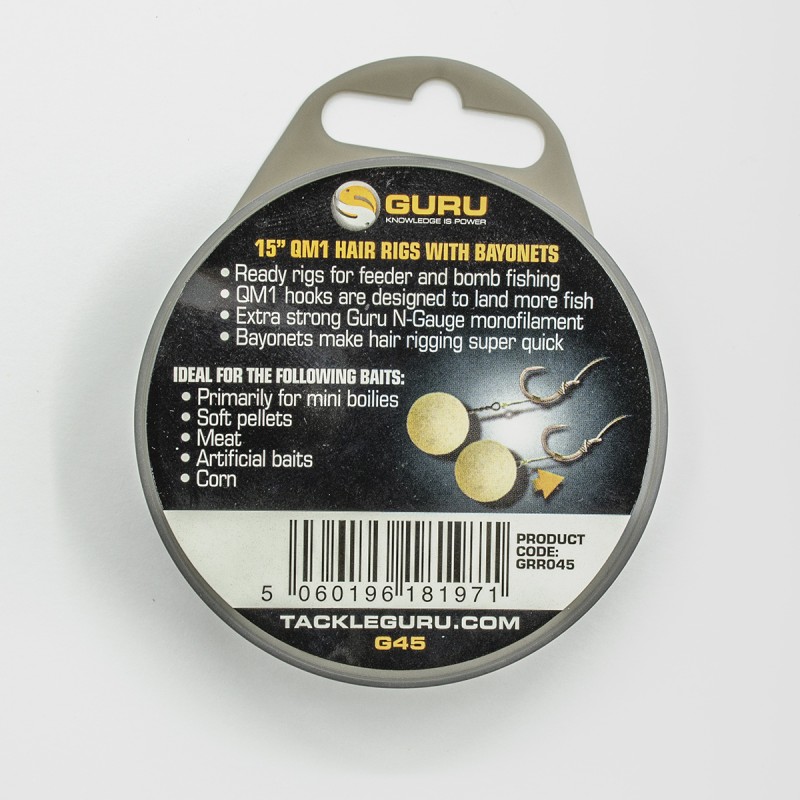 GURU
KNOWLEDGE IS POWER
15” QM1 HAIR RIGS WITH BAYONETS
• Ready rigs for feeder and bomb fishing
• QM1 hooks are designed to land more fish
• Extra strong Guru N-Gauge monofilament
• Bayonets make hair rigging super quick
IDEAL FOR THE FOLLOWING BAITS:
• Primarily for mini boilies
• Soft pellets
• Meat
• Artificial baits
• Corn
PRODUCT
CODE:
GRR045
5 060196 181971
TACKLEGURU.COM
G45